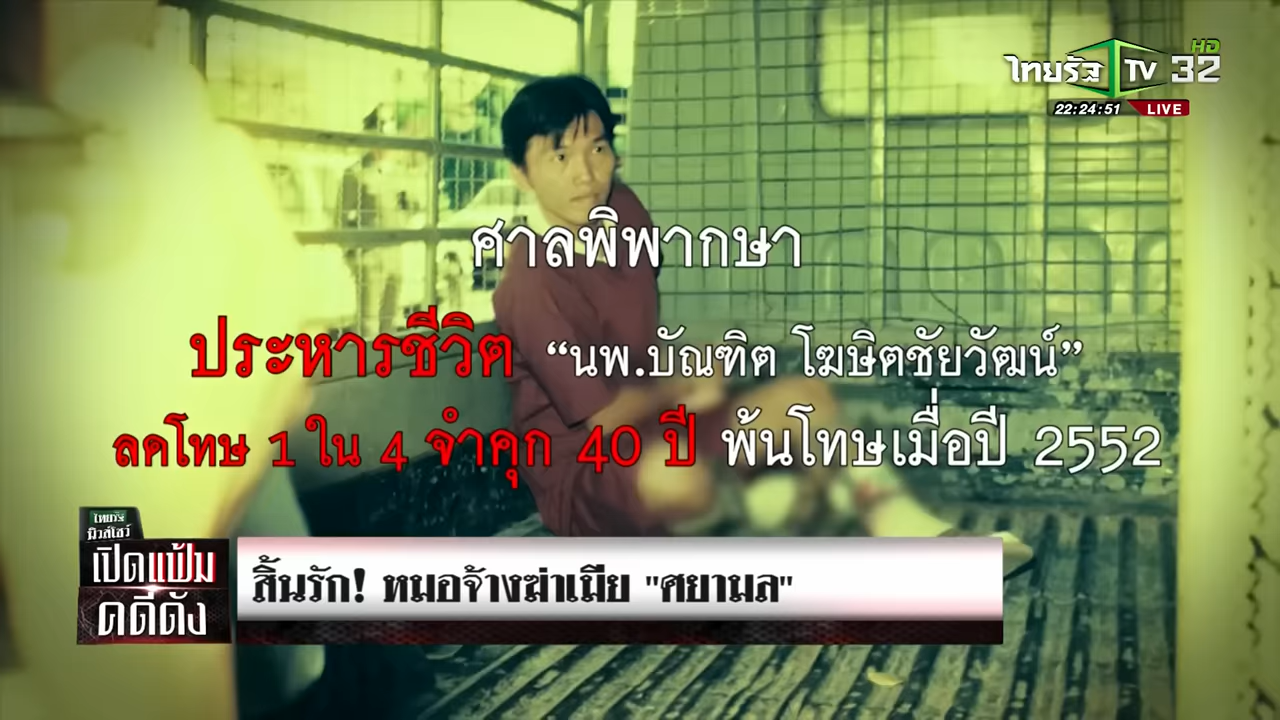 ไทยรัฐ TV 32 HD
22:24:51 LIVE
ศาลพิพากษา
ประหารชีวิต “นพ.บัณฑิต โฆษิตชัยวัฒน์”
ลดโทษ 1 ใน 4 จำคุก 40 ปี พ้นโทษเมื่อปี 2552
ไทยรัฐ
นิวส์โชว์
เปิดแฟ้ม
คดีดัง
สิ้นรัก! หมอจ้างฆ่าเมีย "ศยามล"